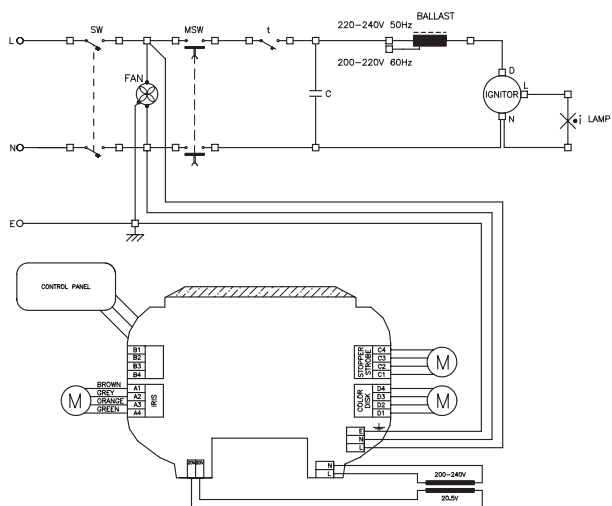 SW
MSW
t
220-240V 50Hz
BALLAST
L
200-220V 60Hz
FAN
D
IGNITOR
L
C
N
i LAMP
N
E
CONTROL PANEL
B1
B2
B3
B4
STOPPER
STROBE
C4
C3
C2
C1
M
BROWN
GREY
ORANGE
GREEN
M
A1
A2
A3
A4
IRIS
COLOR
DISK
D4
D3
D2
D1
M
E
N
L
N
L
200-240V
20.5V